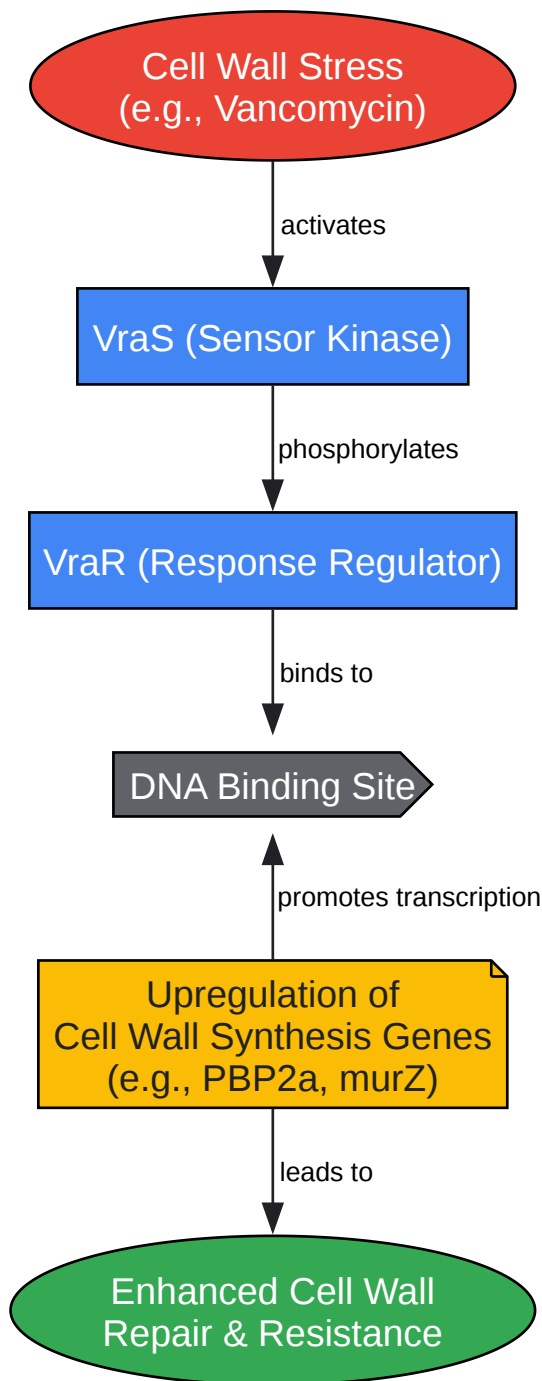 Cell Wall Stress
(e.g., Vancomycin)
activates
VraS (Sensor Kinase)
phosphorylates
VraR (Response Regulator)
binds to
DNA Binding Site
promotes transcription
Upregulation of
Cell Wall Synthesis Genes
(e.g., PBP2a, murZ)
leads to
Enhanced Cell Wall
Repair & Resistance